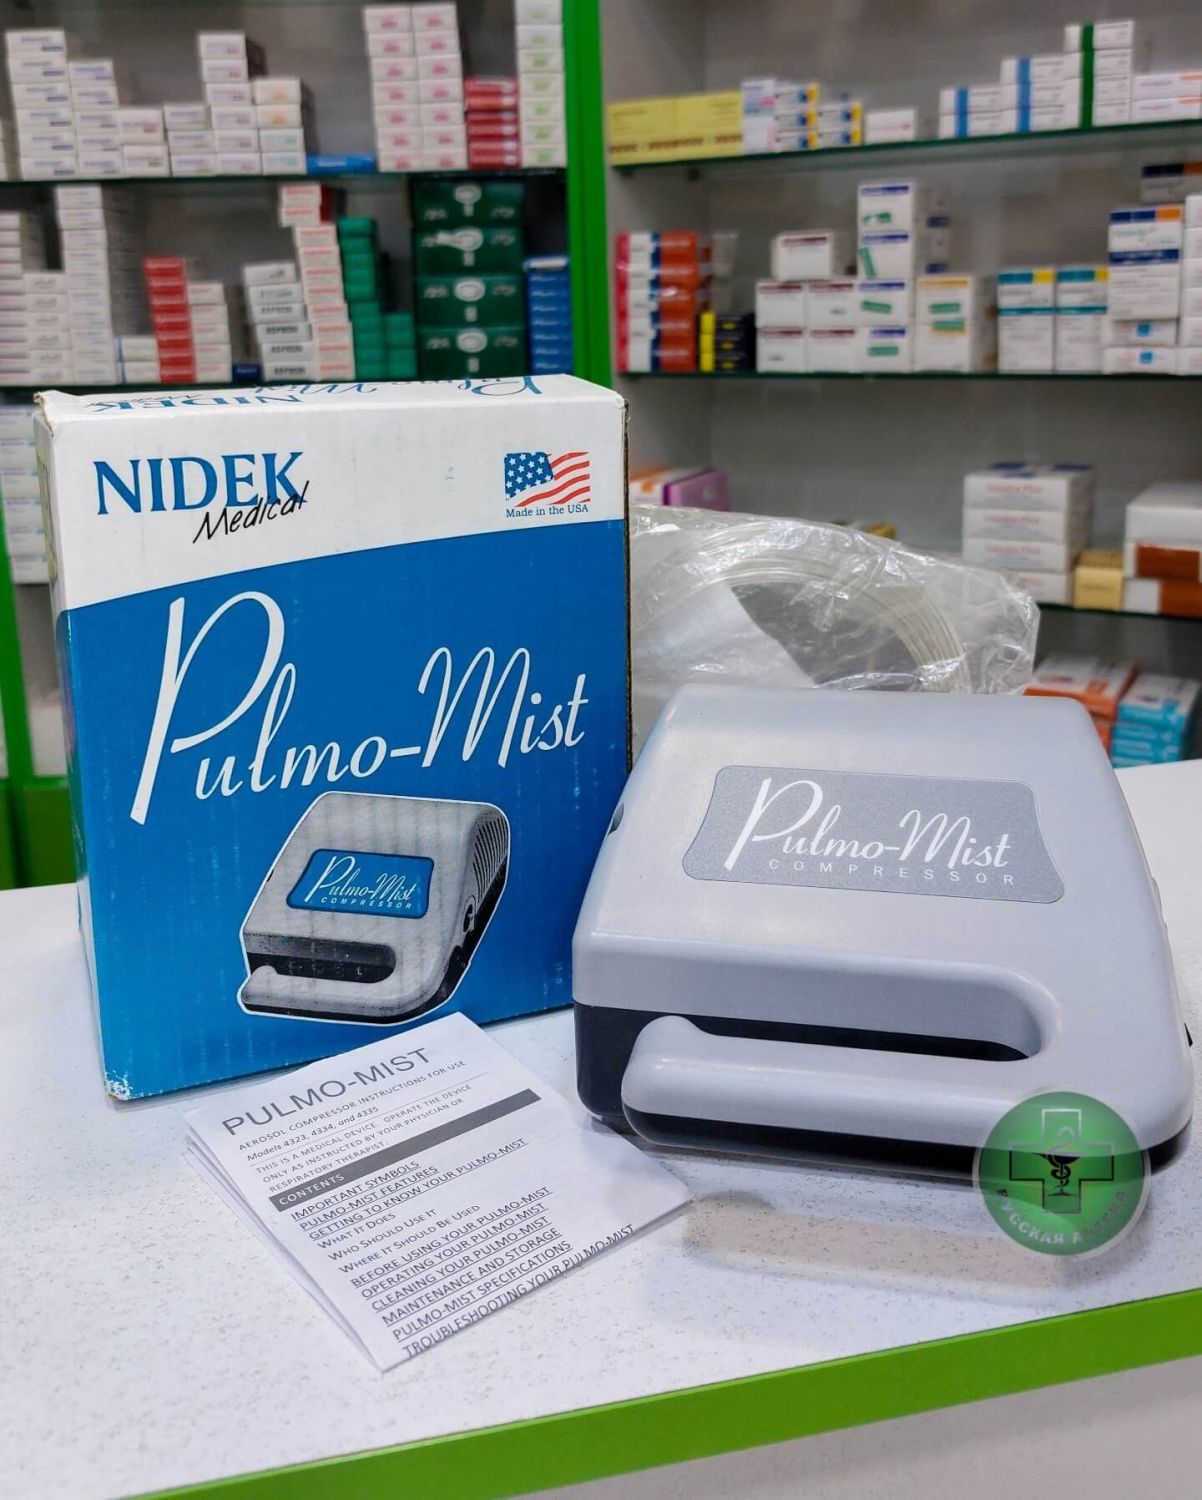 NIDEK
Medical
Made in the USA
Pulmo-Mist
Pulmo-Mist
COMPRESSOR
Pulmo-Mist
COMPRESSOR
PULMO-MIST
AEROSOL COMPRESSOR INSTRUCTIONS FOR USE
Models 4323, 4334, and 4335
THIS IS A MEDICAL DEVICE. OPERATE THE DEVICE
ONLY AS INSTRUCTED BY YOUR PHYSICIAN OR
RESPIRATORY THERAPIST.
CONTENTS
IMPORTANT SYMBOLS
PULMO-MIST FEATURES
GETTING TO KNOW YOUR PULMO-MIST
WHAT IT DOES
WHO SHOULD USE IT
WHERE IT SHOULD BE USED
BEFORE USING YOUR PULMO-MIST
OPERATING YOUR PULMO-MIST
CLEANING YOUR PULMO-MIST
MAINTENANCE AND STORAGE
PULMO-MIST SPECIFICATIONS
TROUBLESHOOTING YOUR PULMO-MIST
РУССКАЯ АПТЕКА